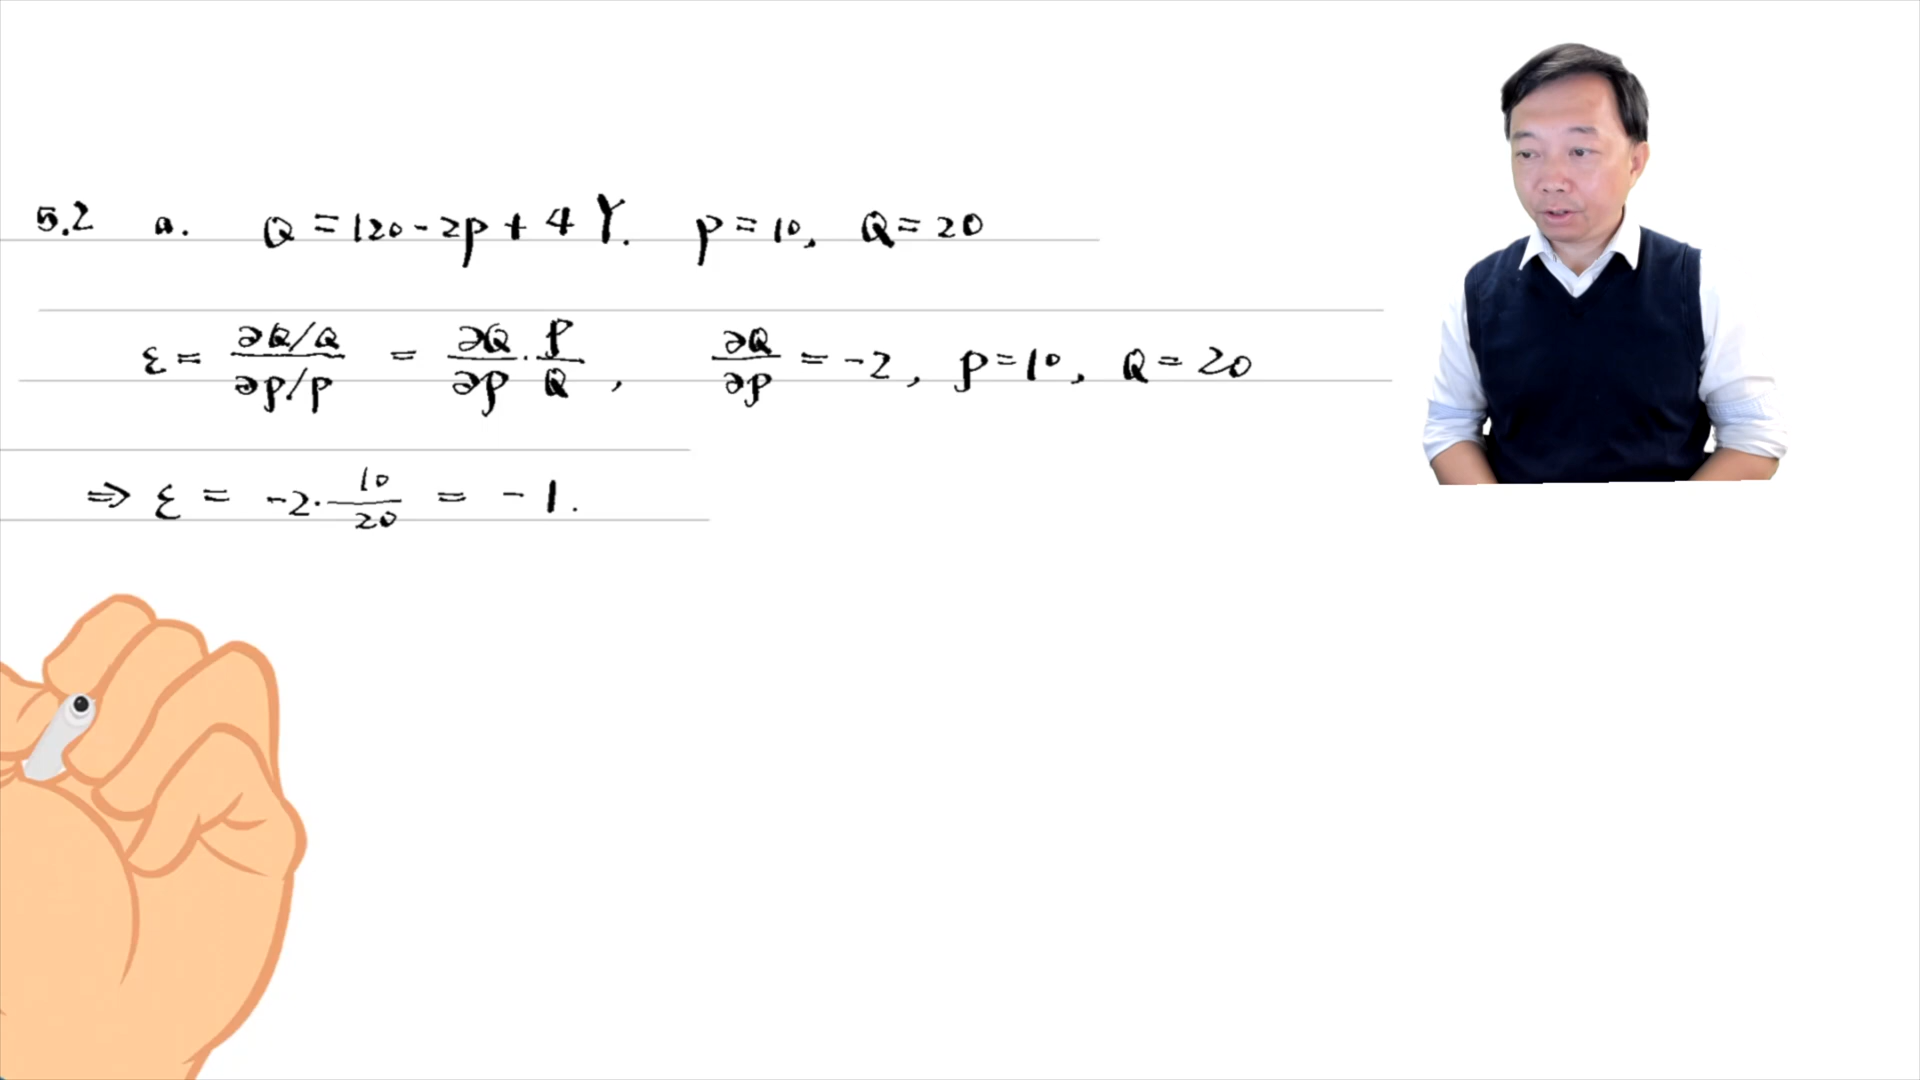 5.2 a. Q = 120 - 2p + 4Y. p = 10, Q = 20
ε = ∂Q/Q / ∂p/p = ∂Q/∂p · p/Q , ∂Q/∂p = -2, p = 10, Q = 20
⇒ ε = -2 · 10/20 = -1.